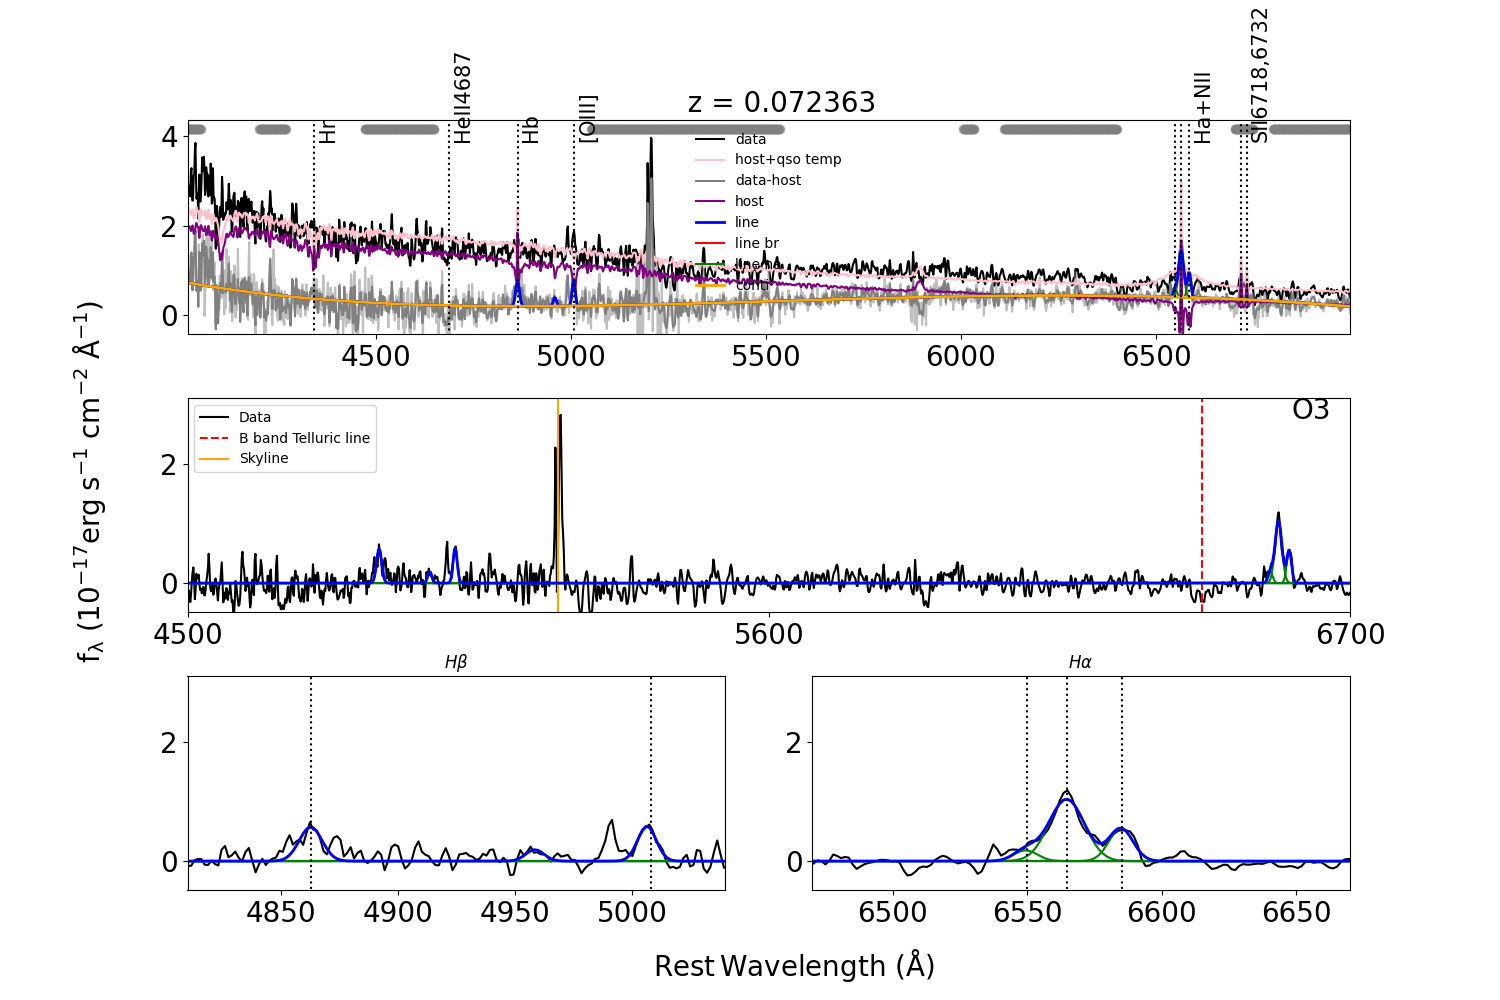 z = 0.072363
Hr
HeII4687
Hb
[OIII]
Ha+NII
SII6718,6732
data
host+qso temp
data-host
host
line
line br
conti
4
2
0
4500 5000 5500 6000 6500
O3
Data
B band Telluric line
Skyline
2
0
4500 5600 6700
fλ (10⁻¹⁷erg s⁻¹ cm⁻² Å⁻¹)
Hβ
2
0
4850 4900 4950 5000
Hα
2
0
6500 6550 6600 6650
Rest Wavelength (Å)